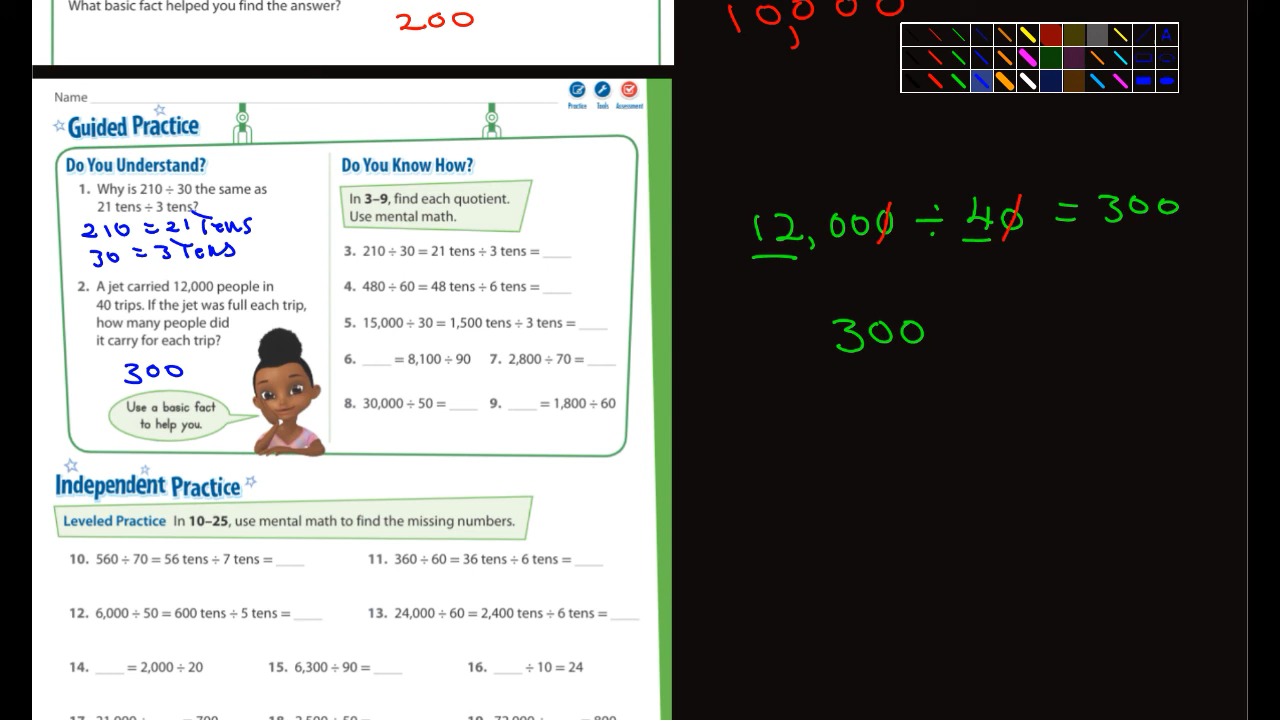 What basic fact helped you find the answer?
200
10,000
Name
Practice Tools Assessment
Guided Practice
Do You Understand?
1. Why is 210 ÷ 30 the same as
21 tens ÷ 3 tens?
210 = 21 Tens
30 = 3 Tens
2. A jet carried 12,000 people in
40 trips. If the jet was full each trip,
how many people did
it carry for each trip?
300
Use a basic fact
to help you.
Do You Know How?
In 3–9, find each quotient.
Use mental math.
3. 210 ÷ 30 = 21 tens ÷ 3 tens = ____
4. 480 ÷ 60 = 48 tens ÷ 6 tens = ____
5. 15,000 ÷ 30 = 1,500 tens ÷ 3 tens = ____
6. ____ = 8,100 ÷ 90 7. 2,800 ÷ 70 = ____
8. 30,000 ÷ 50 = ____ 9. ____ = 1,800 ÷ 60
A
12,000 ÷ 40 = 300
300
Independent Practice
Leveled Practice In 10–25, use mental math to find the missing numbers.
10. 560 ÷ 70 = 56 tens ÷ 7 tens = ____ 11. 360 ÷ 60 = 36 tens ÷ 6 tens = ____
12. 6,000 ÷ 50 = 600 tens ÷ 5 tens = ____ 13. 24,000 ÷ 60 = 2,400 tens ÷ 6 tens = ____
14. ____ = 2,000 ÷ 20 15. 6,300 ÷ 90 = ____ 16. ____ ÷ 10 = 24